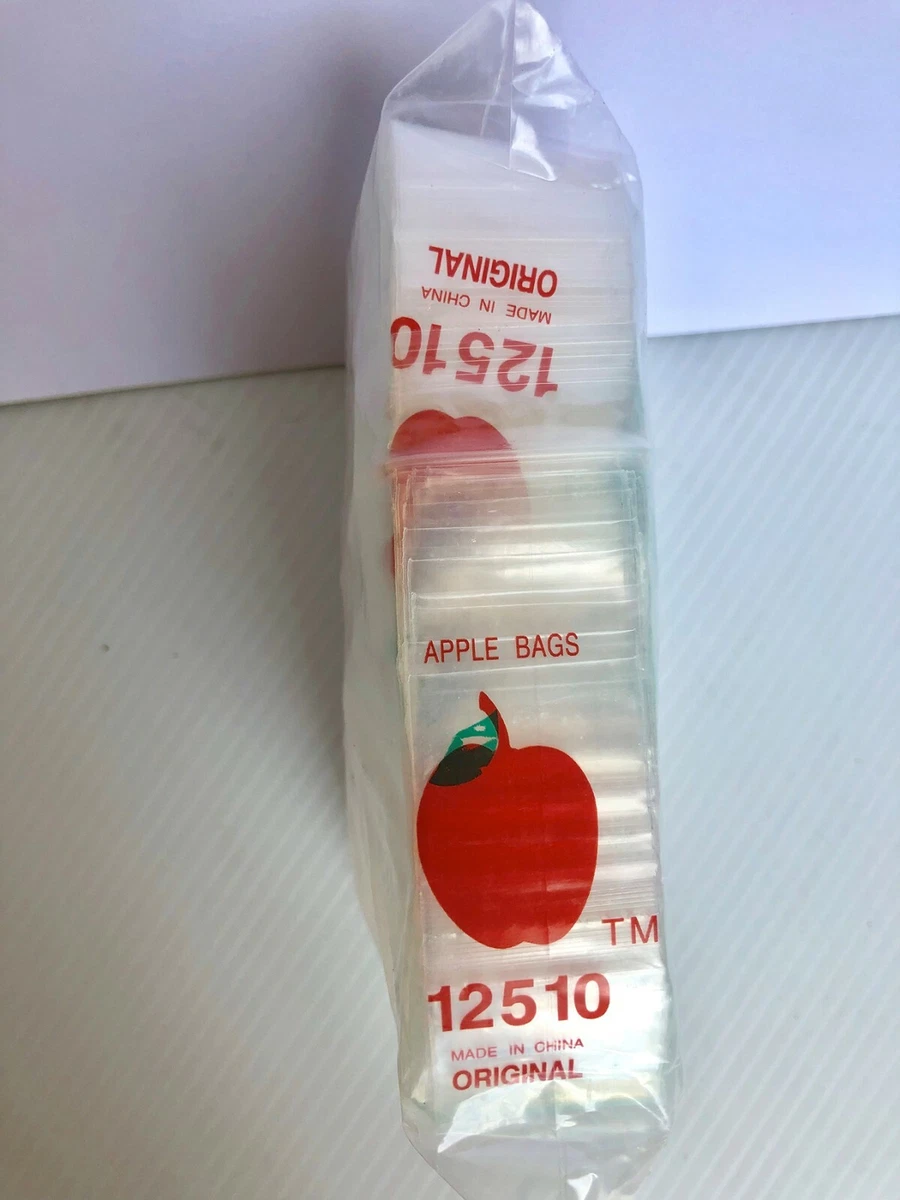 ORIGINAL
MADE IN CHINA
12510
APPLE BAGS
TM
12510
MADE IN CHINA
ORIGINAL